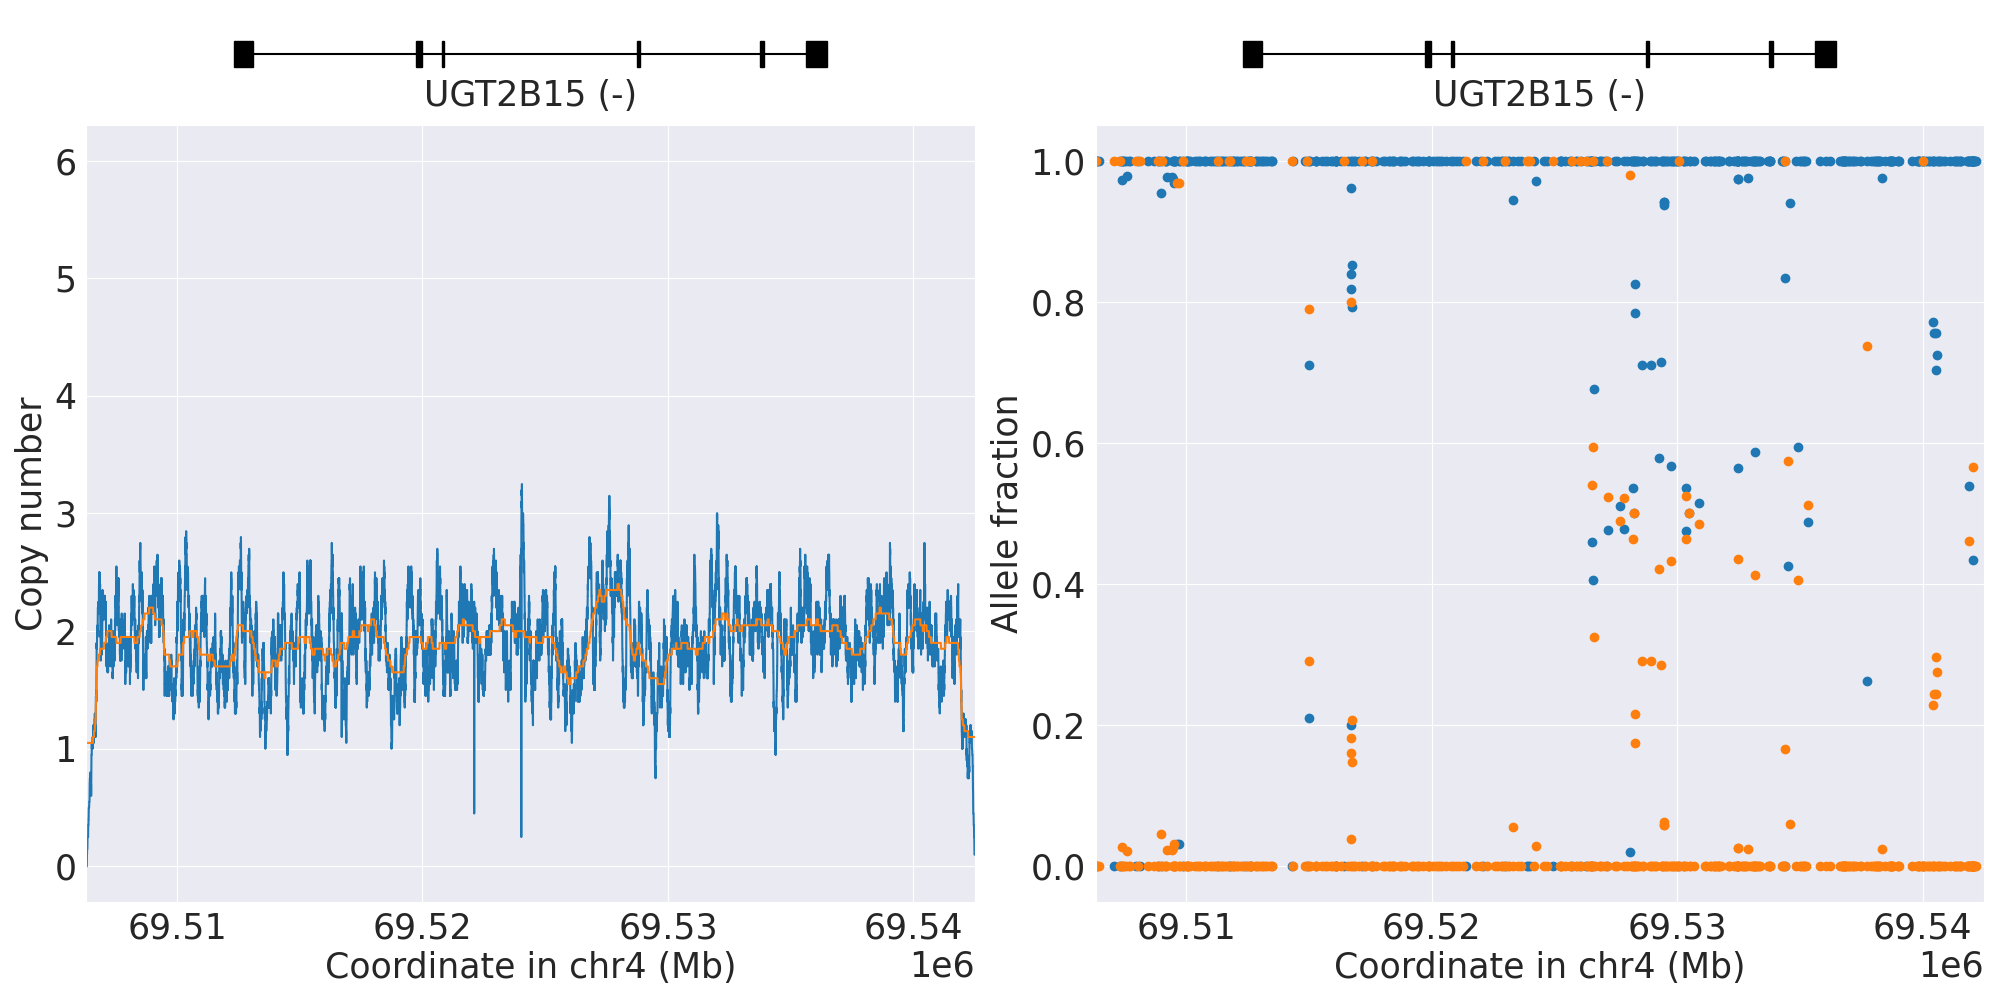 UGT2B15 (-)
Copy number
6
5
4
3
2
1
0
69.51 69.52 69.53 69.54
Coordinate in chr4 (Mb) 1e6
UGT2B15 (-)
Allele fraction
1.0
0.8
0.6
0.4
0.2
0.0
69.51 69.52 69.53 69.54
Coordinate in chr4 (Mb) 1e6